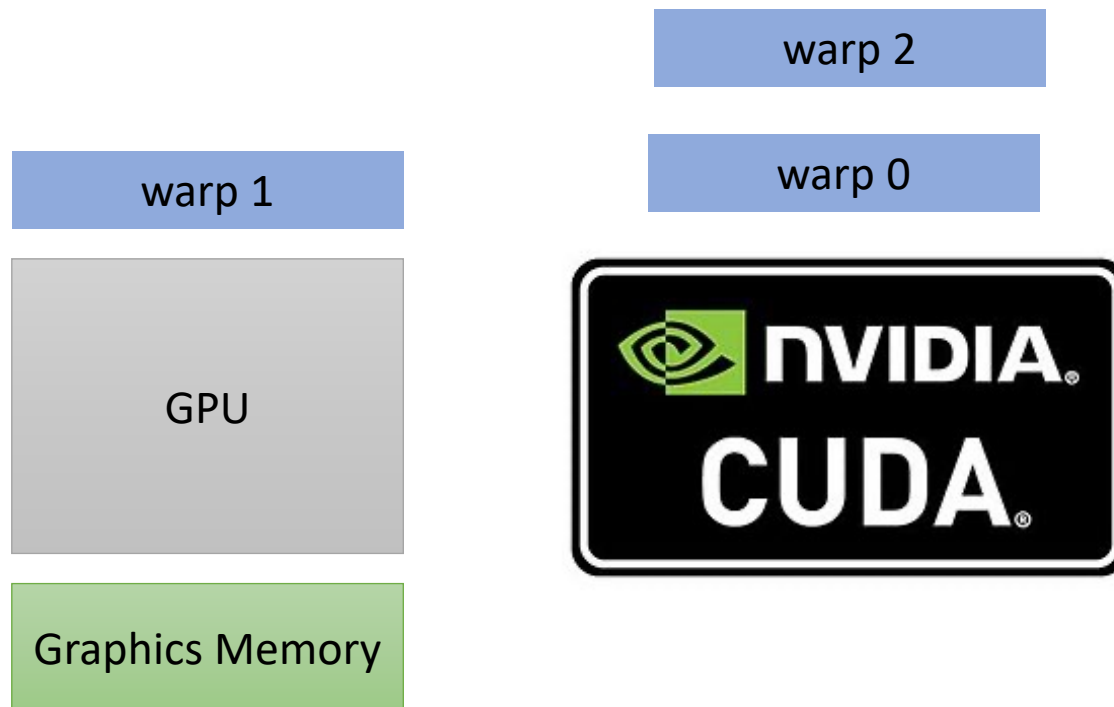 warp 2
warp 0
warp 1
GPU
Graphics Memory
NVIDIA®
CUDA®